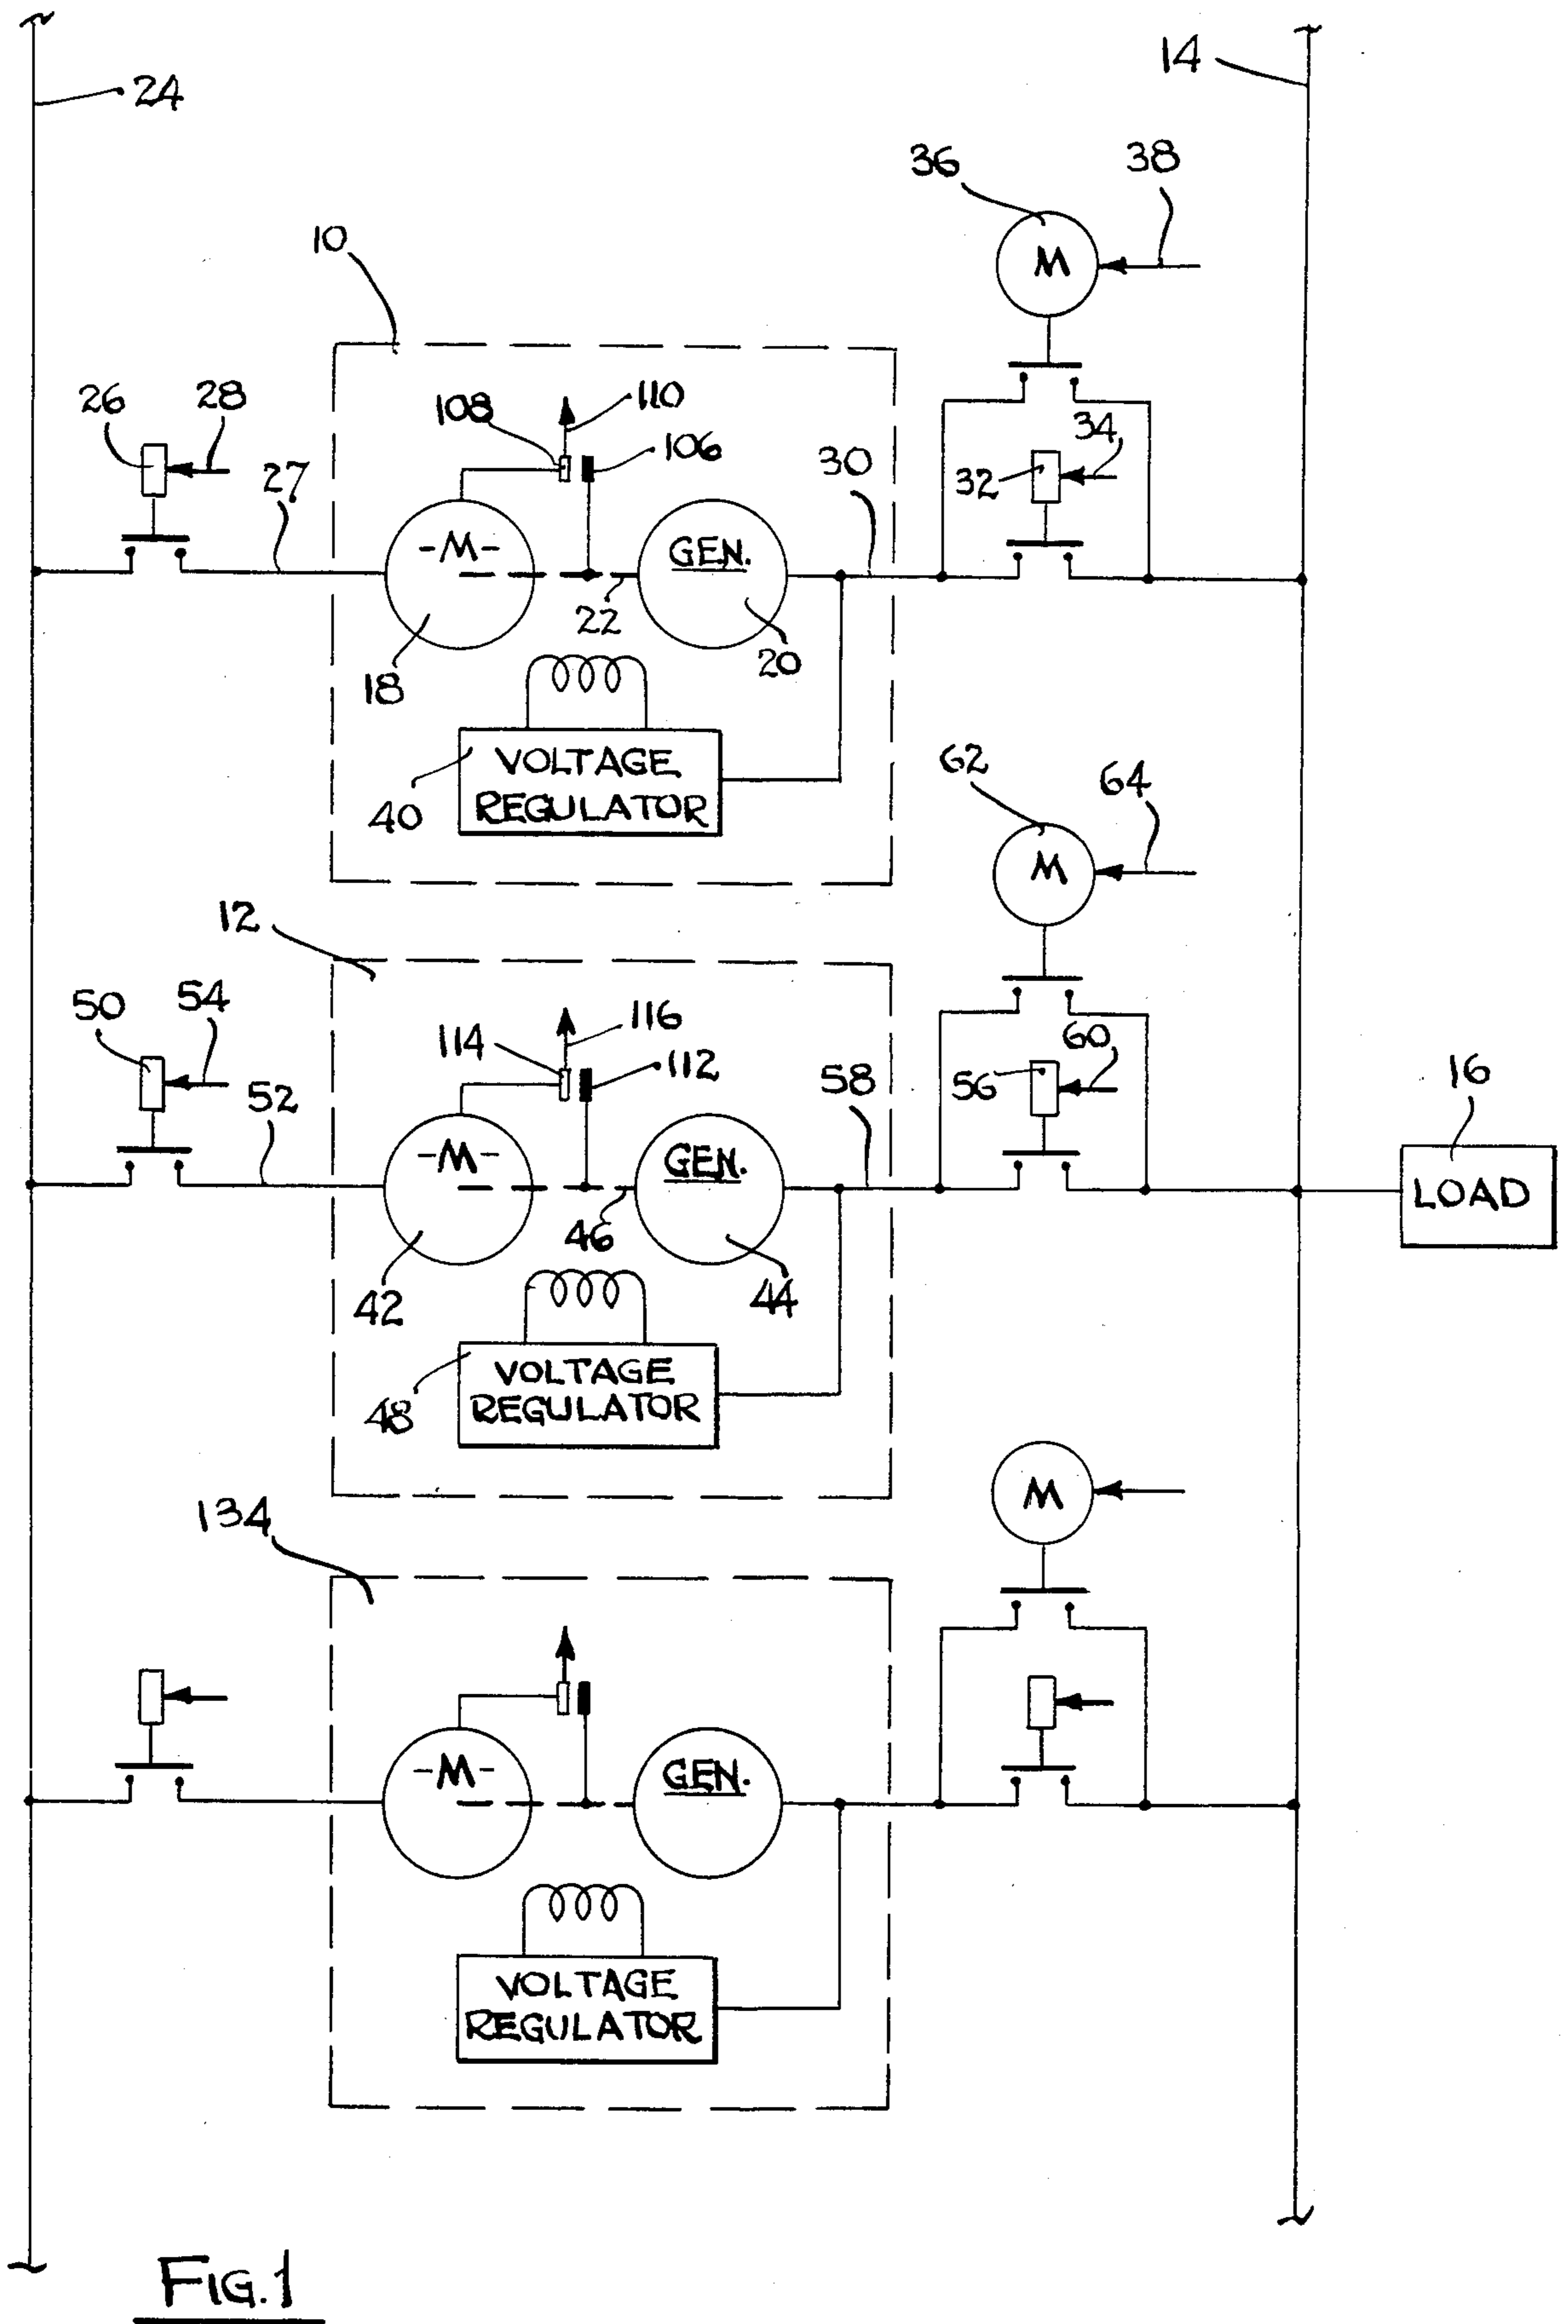 24
14
36
38
10
26
28
27
108
110
106
30
32
34
-M-
GEN.
M
22
18
20
VOLTAGE
REGULATOR
40
62
64
M
12
50
54
52
114
116
112
58
56
60
16
LOAD
-M-
GEN.
46
42
44
VOLTAGE
REGULATOR
48
134
M
-M-
GEN.
VOLTAGE
REGULATOR
FIG.1